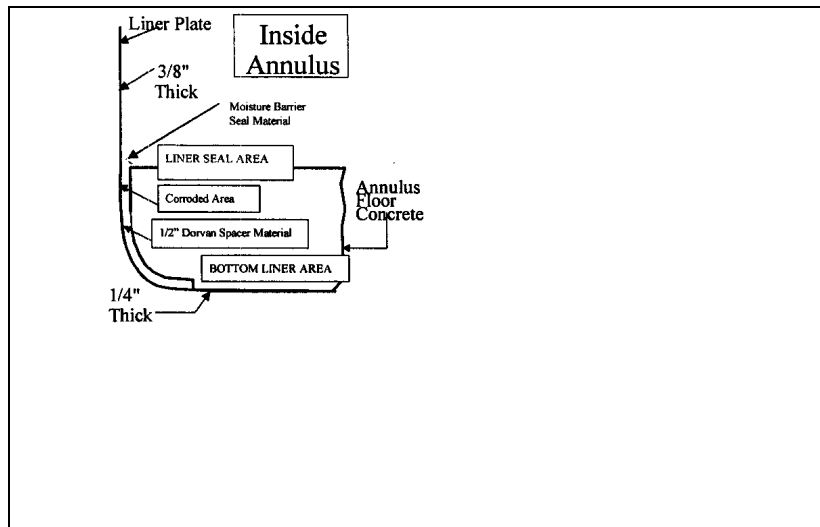 Liner Plate
Inside
Annulus
3/8"
Thick
Moisture Barrier
Seal Material
LINER SEAL AREA
Corroded Area
Annulus
Floor
Concrete
1/2" Dorvan Spacer Material
BOTTOM LINER AREA
1/4"
Thick